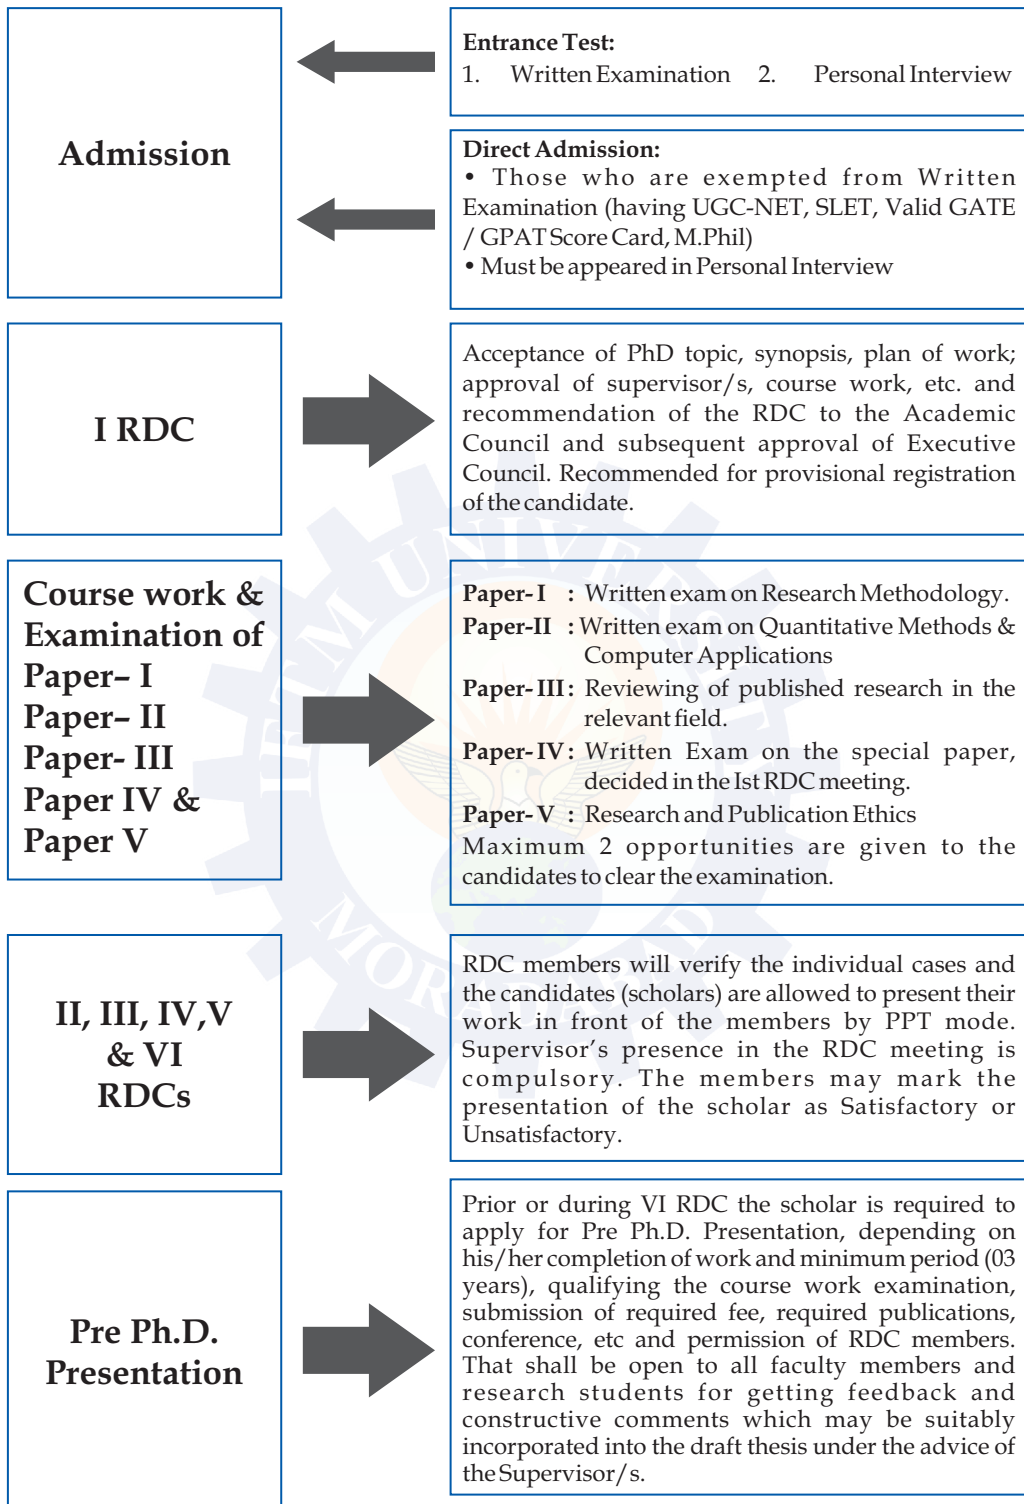 Admission
Entrance Test:
1. Written Examination 2. Personal Interview
Direct Admission:
• Those who are exempted from Written
Examination (having UGC-NET, SLET, Valid GATE
/ GPAT Score Card, M.Phil)
• Must be appeared in Personal Interview
I RDC
Acceptance of PhD topic, synopsis, plan of work;
approval of supervisor/s, course work, etc. and
recommendation of the RDC to the Academic
Council and subsequent approval of Executive
Council. Recommended for provisional registration
of the candidate.
Course work &
Examination of
Paper– I
Paper– II
Paper- III
Paper IV &
Paper V
Paper- I : Written exam on Research Methodology.
Paper-II : Written exam on Quantitative Methods &
Computer Applications
Paper- III : Reviewing of published research in the
relevant field.
Paper- IV : Written Exam on the special paper,
decided in the Ist RDC meeting.
Paper- V : Research and Publication Ethics
Maximum 2 opportunities are given to the
candidates to clear the examination.
II, III, IV,V
& VI
RDCs
RDC members will verify the individual cases and
the candidates (scholars) are allowed to present their
work in front of the members by PPT mode.
Supervisor's presence in the RDC meeting is
compulsory. The members may mark the
presentation of the scholar as Satisfactory or
Unsatisfactory.
Pre Ph.D.
Presentation
Prior or during VI RDC the scholar is required to
apply for Pre Ph.D. Presentation, depending on
his/her completion of work and minimum period (03
years), qualifying the course work examination,
submission of required fee, required publications,
conference, etc and permission of RDC members.
That shall be open to all faculty members and
research students for getting feedback and
constructive comments which may be suitably
incorporated into the draft thesis under the advice of
the Supervisor/s.
IFTM UNIVERSITY
MORADABAD